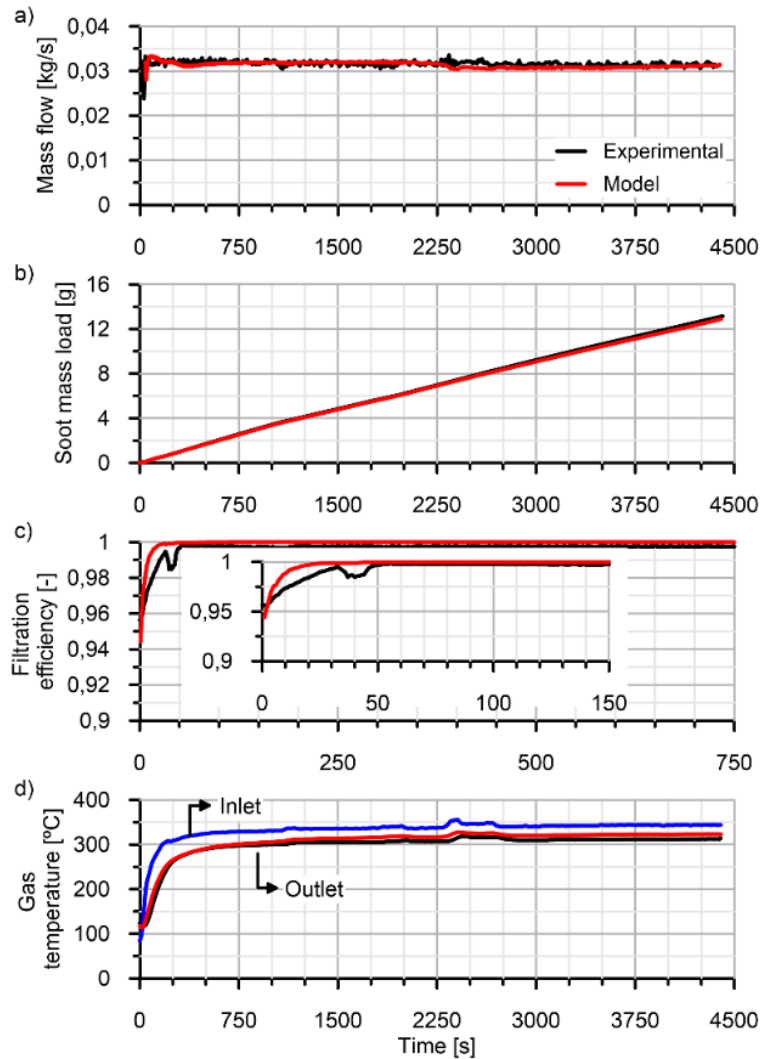 a)
Mass flow [kg/s]
0,04
0,03
0,02
0,01
0
Experimental
Model
0 750 1500 2250 3000 3750 4500
b)
Soot mass load [g]
16
12
8
4
0
0 750 1500 2250 3000 3750 4500
c)
Filtration
efficiency [-]
1
0,98
0,96
0,94
0,92
0,9
1
0,95
0,9
0 50 100 150
0 250 500 750
d)
Gas
temperature [ºC]
400
300
200
100
0
Inlet
Outlet
0 750 1500 2250 3000 3750 4500
Time [s]